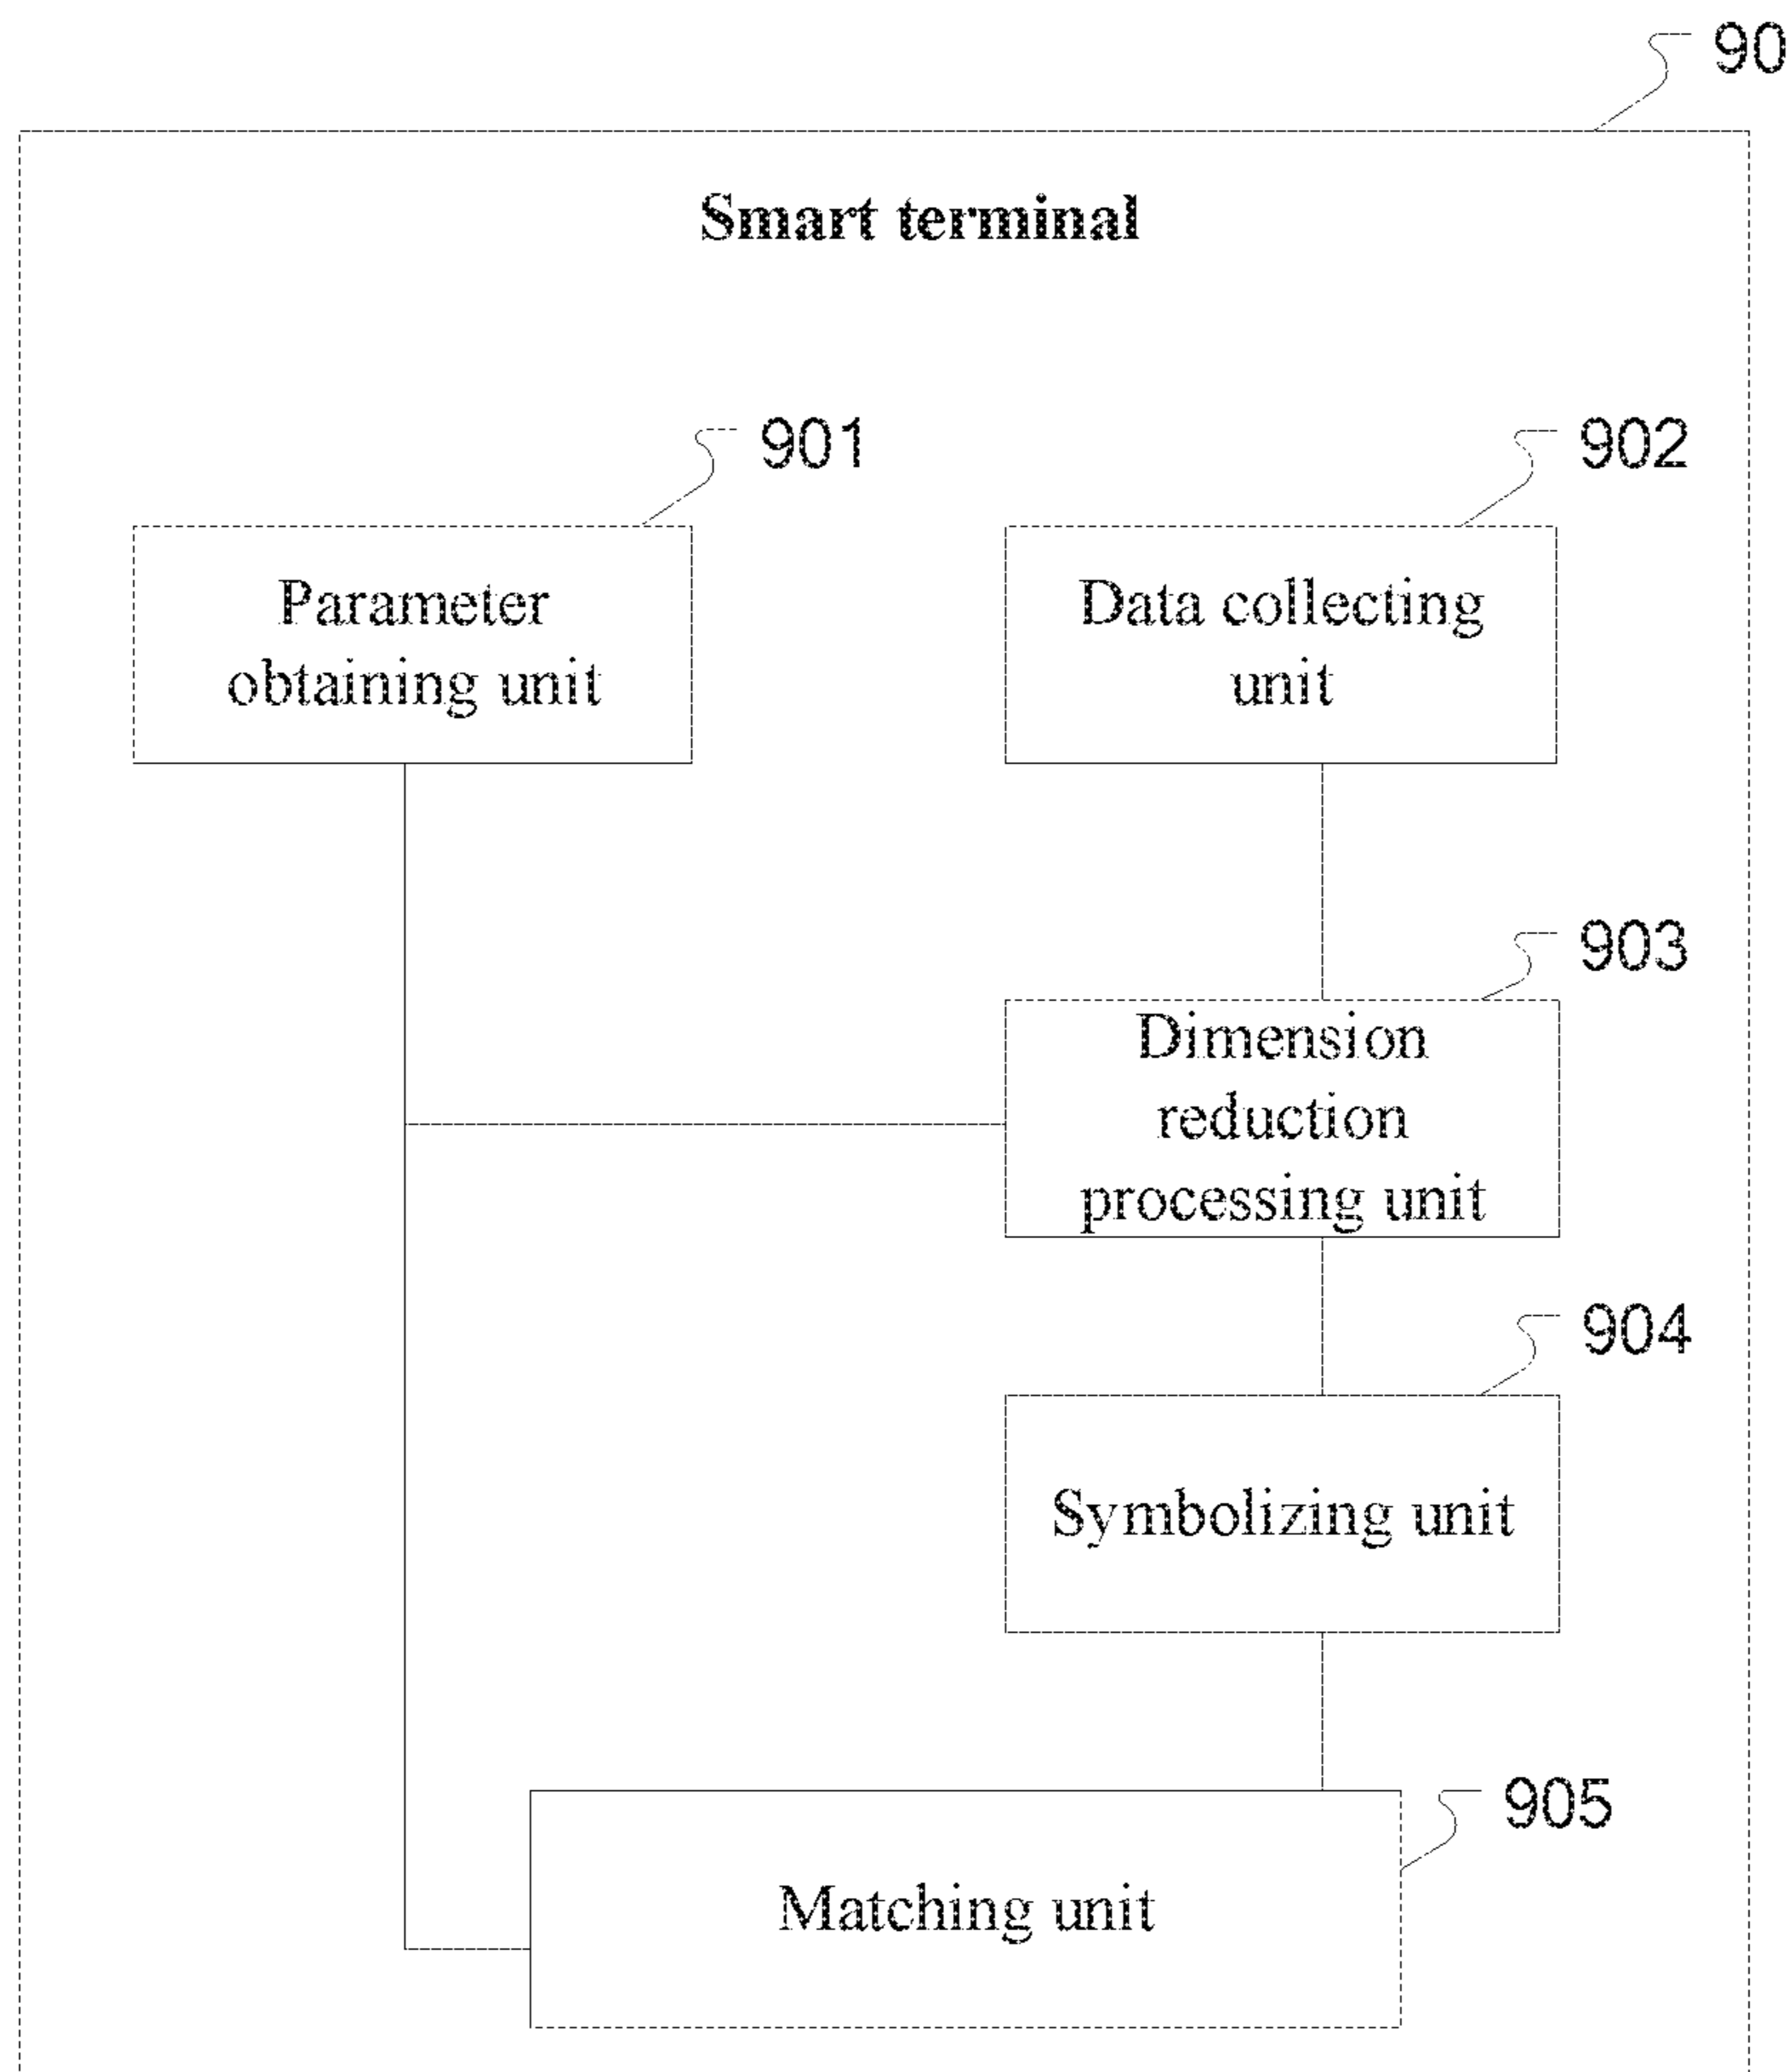 90
Smart terminal
901
902
Parameter
obtaining unit
Data collecting
unit
903
Dimension
reduction
processing unit
904
Symbolizing unit
905
Matching unit